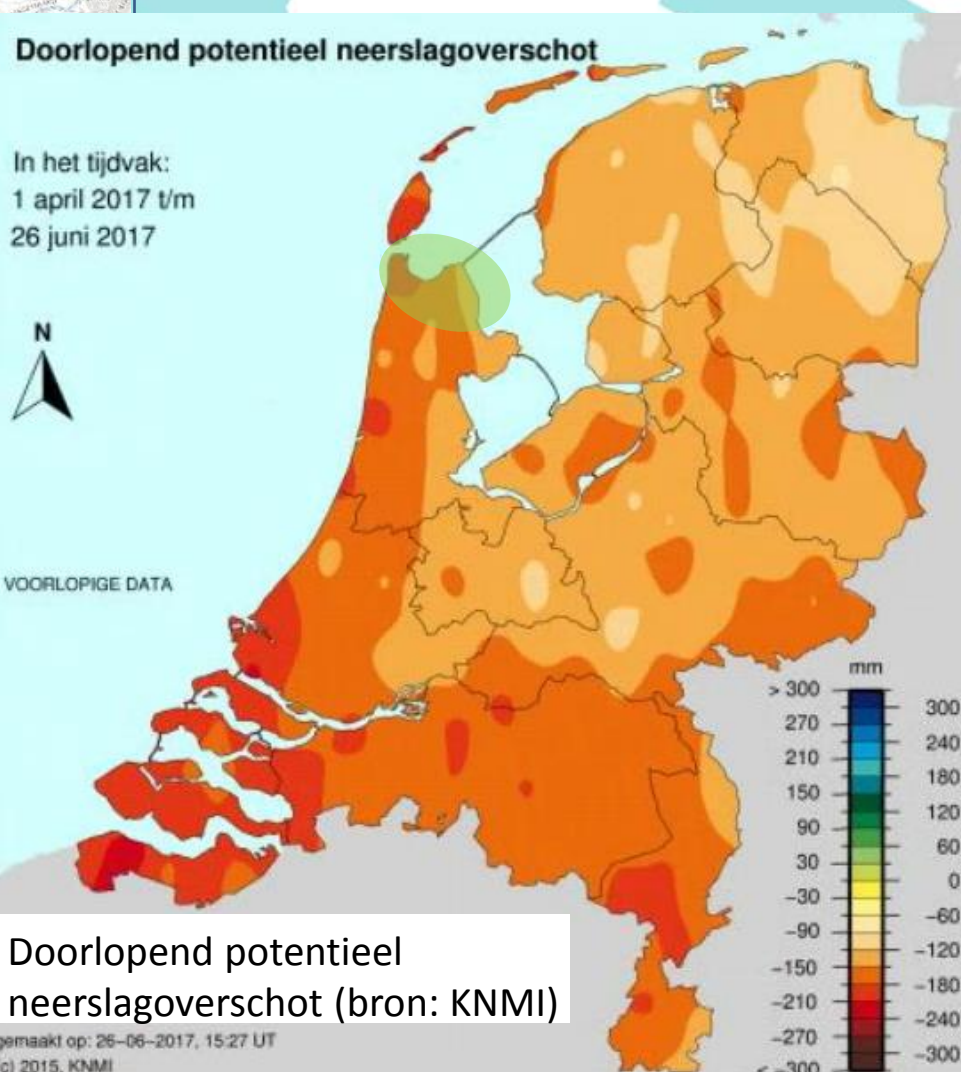 Doorlopend potentieel neerslagoverschot
In het tijdvak:
1 april 2017 t/m
26 juni 2017
N
VOORLOPIGE DATA
mm
> 300
300
270
240
210
180
150
120
90
60
30
0
−30
−60
−90
−120
−150
−180
−210
−240
−270
−300
< −300
Doorlopend potentieel
neerslagoverschot (bron: KNMI)
gemaakt op: 26−06−2017, 15:27 UT
(c) 2015, KNMI